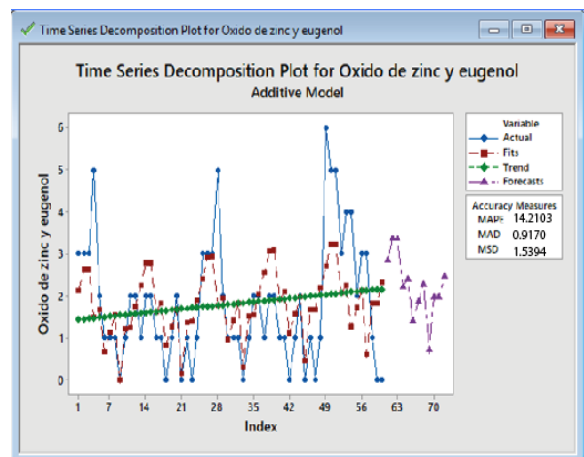 Time Series Decomposition Plot for Oxido de zinc y eugenol
Time Series Decomposition Plot for Oxido de zinc y eugenol
Additive Model
Oxido de zinc y eugenol
6
5
4
3
2
1
0
1 7 14 21 28 35 42 49 56 63 70
Index
Variable
Actual
Fits
Trend
Forecasts
Accuracy Measures
MAPE 14.2103
MAD 0.9170
MSD 1.5394